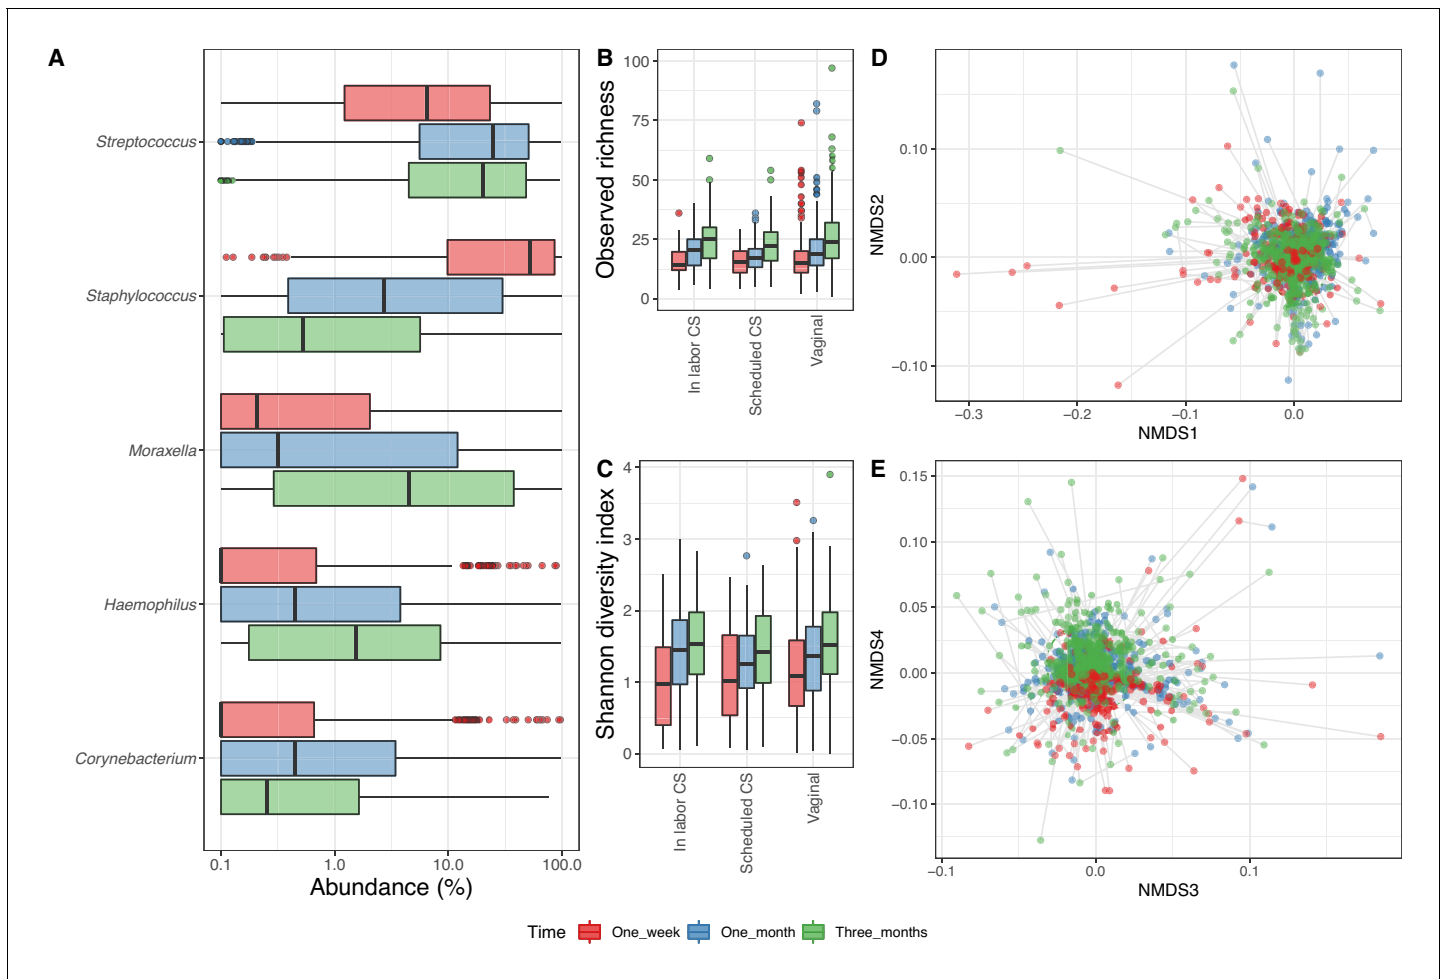 A
Streptococcus
Staphylococcus
Moraxella
Haemophilus
Corynebacterium
0.1
1.0
10.0
100.0
Abundance (%)
B
Observed richness
100
75
50
25
0
In labor CS
Scheduled CS
Vaginal
C
Shannon diversity index
4
3
2
1
0
In labor CS
Scheduled CS
Vaginal
D
NMDS2
0.10
0.00
−0.10
−0.3
−0.2
−0.1
0.0
NMDS1
E
NMDS4
0.15
0.10
0.05
0.00
−0.05
−0.10
−0.1
0.0
0.1
NMDS3
Time One_week One_month Three_months